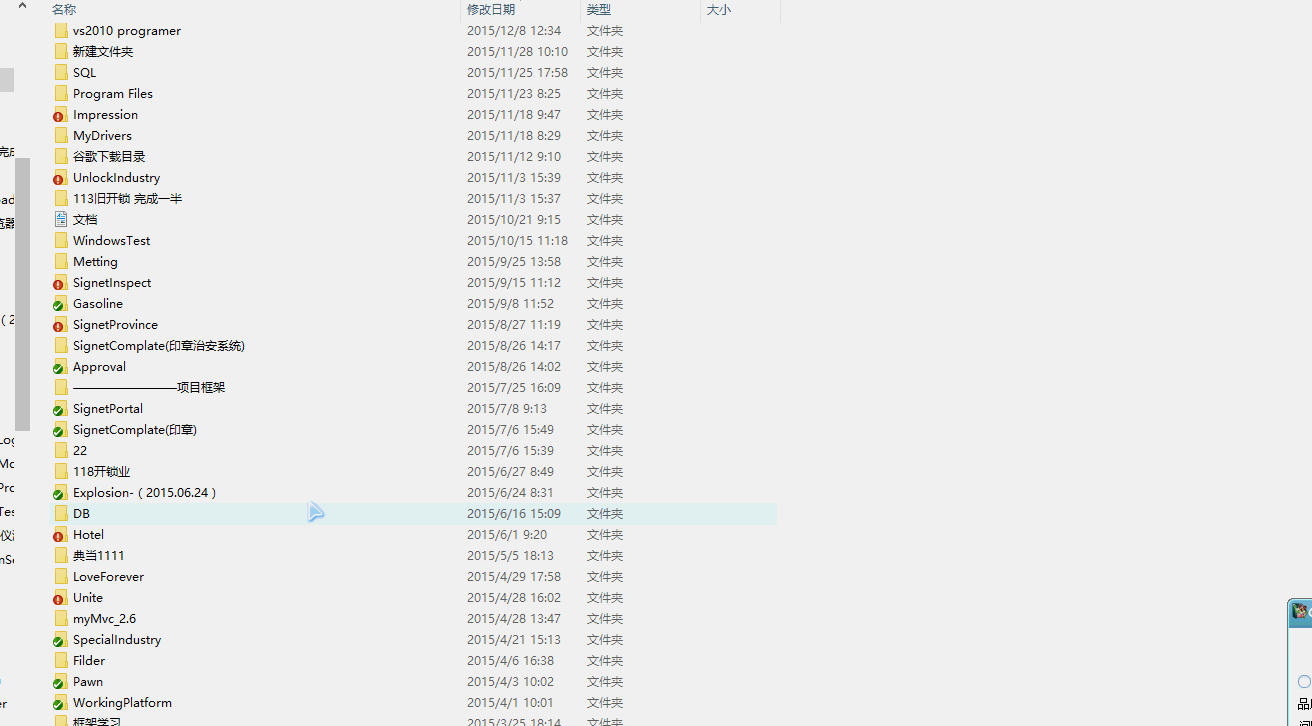 名称 修改日期 类型 大小
vs2010 programer 2015/12/8 12:34 文件夹
新建文件夹 2015/11/28 10:10 文件夹
SQL 2015/11/25 17:58 文件夹
Program Files 2015/11/23 8:25 文件夹
Impression 2015/11/18 9:47 文件夹
MyDrivers 2015/11/18 8:29 文件夹
谷歌下载目录 2015/11/12 9:10 文件夹
UnlockIndustry 2015/11/3 15:39 文件夹
113旧开锁 完成一半 2015/11/3 15:37 文件夹
文档 2015/10/21 9:15 文件夹
WindowsTest 2015/10/15 11:18 文件夹
Metting 2015/9/25 13:58 文件夹
SignetInspect 2015/9/15 11:12 文件夹
Gasoline 2015/9/8 11:52 文件夹
SignetProvince 2015/8/27 11:19 文件夹
SignetComplate(印章治安系统) 2015/8/26 14:17 文件夹
Approval 2015/8/26 14:02 文件夹
————————项目框架 2015/7/25 16:09 文件夹
SignetPortal 2015/7/8 9:13 文件夹
SignetComplate(印章) 2015/7/6 15:49 文件夹
22 2015/7/6 15:39 文件夹
118开锁业 2015/6/27 8:49 文件夹
Explosion-（2015.06.24） 2015/6/24 8:31 文件夹
DB 2015/6/16 15:09 文件夹
Hotel 2015/6/1 9:20 文件夹
典当1111 2015/5/5 18:13 文件夹
LoveForever 2015/4/29 17:58 文件夹
Unite 2015/4/28 16:02 文件夹
myMvc_2.6 2015/4/28 13:47 文件夹
SpecialIndustry 2015/4/21 15:13 文件夹
Filder 2015/4/6 16:38 文件夹
Pawn 2015/4/3 10:02 文件夹
WorkingPlatform 2015/4/1 10:01 文件夹
框架学习 2015/3/25 18:14 文件夹